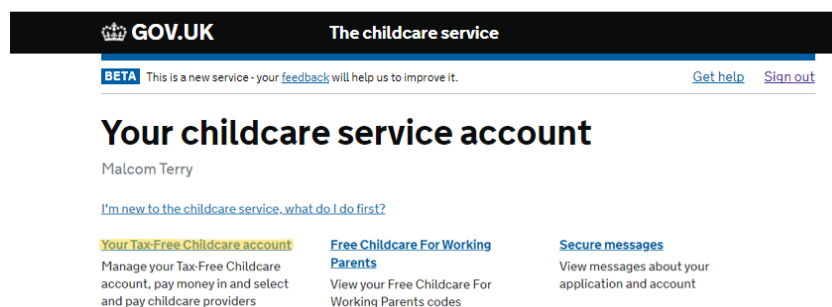 GOV.UK The childcare service
BETA This is a new service - your feedback will help us to improve it. Get help Sign out
Your childcare service account
Malcom Terry
I'm new to the childcare service, what do I do first?
Your Tax-Free Childcare account
Manage your Tax-Free Childcare
account, pay money in and select
and pay childcare providers
Free Childcare For Working
Parents
View your Free Childcare For
Working Parents codes
Secure messages
View messages about your
application and account